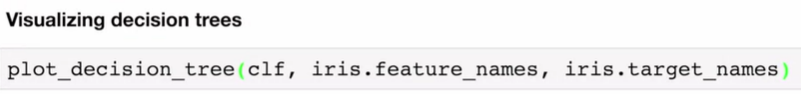 Visualizing decision trees
plot_decision_tree(clf, iris.feature_names, iris.target_names)